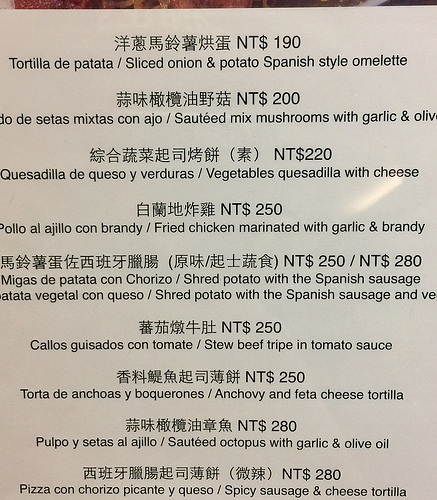 洋蔥馬鈴薯烘蛋 NT$ 190
Tortilla de patata / Sliced onion & potato Spanish style omelette
蒜味橄欖油野菇 NT$ 200
do de setas mixtas con ajo / Sautéed mix mushrooms with garlic & olive
綜合蔬菜起司烤餅（素） NT$220
Quesadilla de queso y verduras / Vegetables quesadilla with cheese
白蘭地炸雞 NT$ 250
Pollo al ajillo con brandy / Fried chicken marinated with garlic & brandy
馬鈴薯蛋佐西班牙臘腸 (原味/起士蔬食) NT$ 250 / NT$ 280
Migas de patata con Chorizo / Shred potato with the Spanish sausage
patata vegetal con queso / Shred potato with the Spanish sausage and ve
蕃茄燉牛肚 NT$ 250
Callos guisados con tomate / Stew beef tripe in tomato sauce
香料鯷魚起司薄餅 NT$ 250
Torta de anchoas y boquerones / Anchovy and feta cheese tortilla
蒜味橄欖油章魚 NT$ 280
Pulpo y setas al ajillo / Sautéed octopus with garlic & olive oil
西班牙臘腸起司薄餅（微辣）NT$ 280
Pizza con chorizo picante y queso / Spicy sausage & cheese tortilla